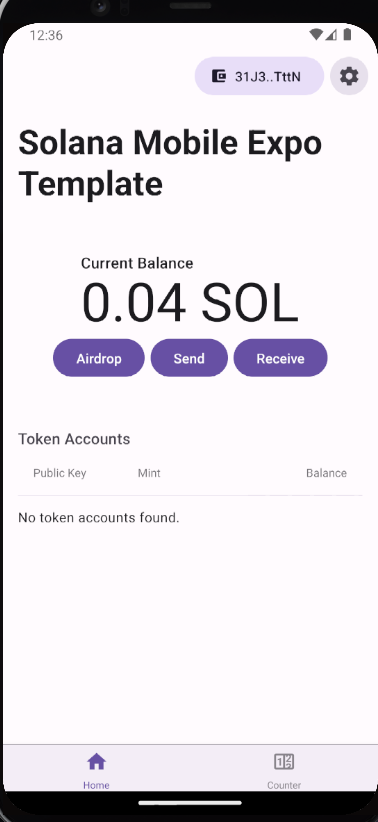 12:36
31J3..TttN
Solana Mobile Expo
Template
Current Balance
0.04 SOL
Airdrop Send Receive
Token Accounts
Public Key Mint Balance
No token accounts found.
Home Counter